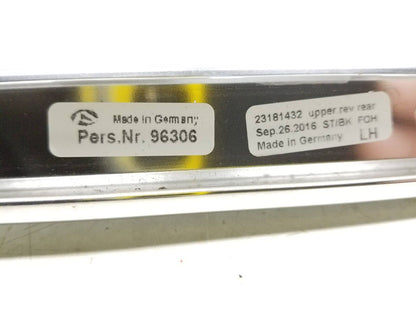 Made in Germany
Pers.Nr. 96306
23181432 upper rev rear
Sep.26.2016 ST/BK FOH
Made in Germany LH